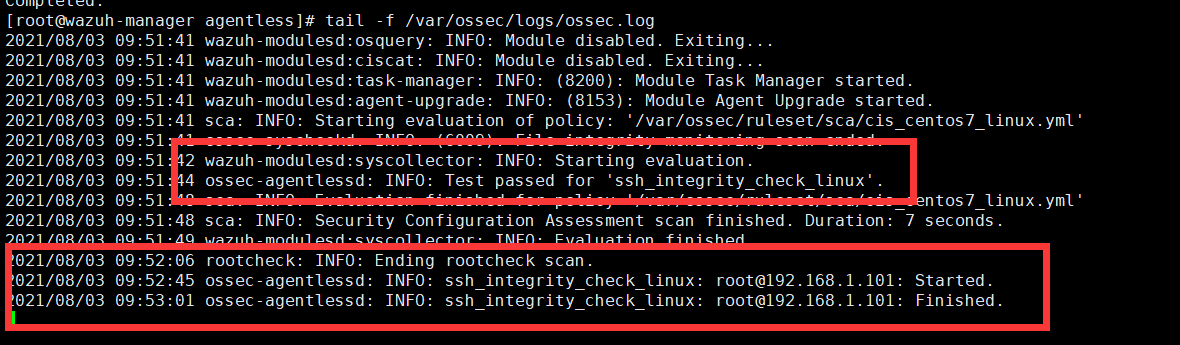 Completed.
[root@wazuh-manager agentless]# tail -f /var/ossec/logs/ossec.log
2021/08/03 09:51:41 wazuh-modulesd:osquery: INFO: Module disabled. Exiting...
2021/08/03 09:51:41 wazuh-modulesd:ciscat: INFO: Module disabled. Exiting...
2021/08/03 09:51:41 wazuh-modulesd:task-manager: INFO: (8200): Module Task Manager started.
2021/08/03 09:51:41 wazuh-modulesd:agent-upgrade: INFO: (8153): Module Agent Upgrade started.
2021/08/03 09:51:41 sca: INFO: Starting evaluation of policy: '/var/ossec/ruleset/sca/cis_centos7_linux.yml'
2021/08/03 09:51:41 ossec-syscheckd: INFO: (6009): File integrity monitoring scan ended.
2021/08/03 09:51:42 wazuh-modulesd:syscollector: INFO: Starting evaluation.
2021/08/03 09:51:44 ossec-agentlessd: INFO: Test passed for 'ssh_integrity_check_linux'.
2021/08/03 09:51:48 sca: INFO: Evaluation finished for policy '/var/ossec/ruleset/sca/cis_centos7_linux.yml'
2021/08/03 09:51:48 sca: INFO: Security Configuration Assessment scan finished. Duration: 7 seconds.
2021/08/03 09:51:49 wazuh-modulesd:syscollector: INFO: Evaluation finished
2021/08/03 09:52:06 rootcheck: INFO: Ending rootcheck scan.
2021/08/03 09:52:45 ossec-agentlessd: INFO: ssh_integrity_check_linux: root@192.168.1.101: Started.
2021/08/03 09:53:01 ossec-agentlessd: INFO: ssh_integrity_check_linux: root@192.168.1.101: Finished.